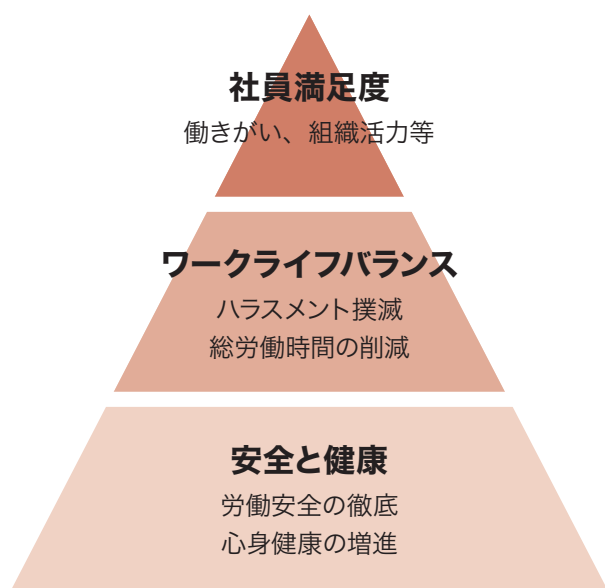 社員満足度
働きがい、組織活力等
ワークライフバランス
ハラスメント撲滅
総労働時間の削減
安全と健康
労働安全の徹底
心身健康の増進